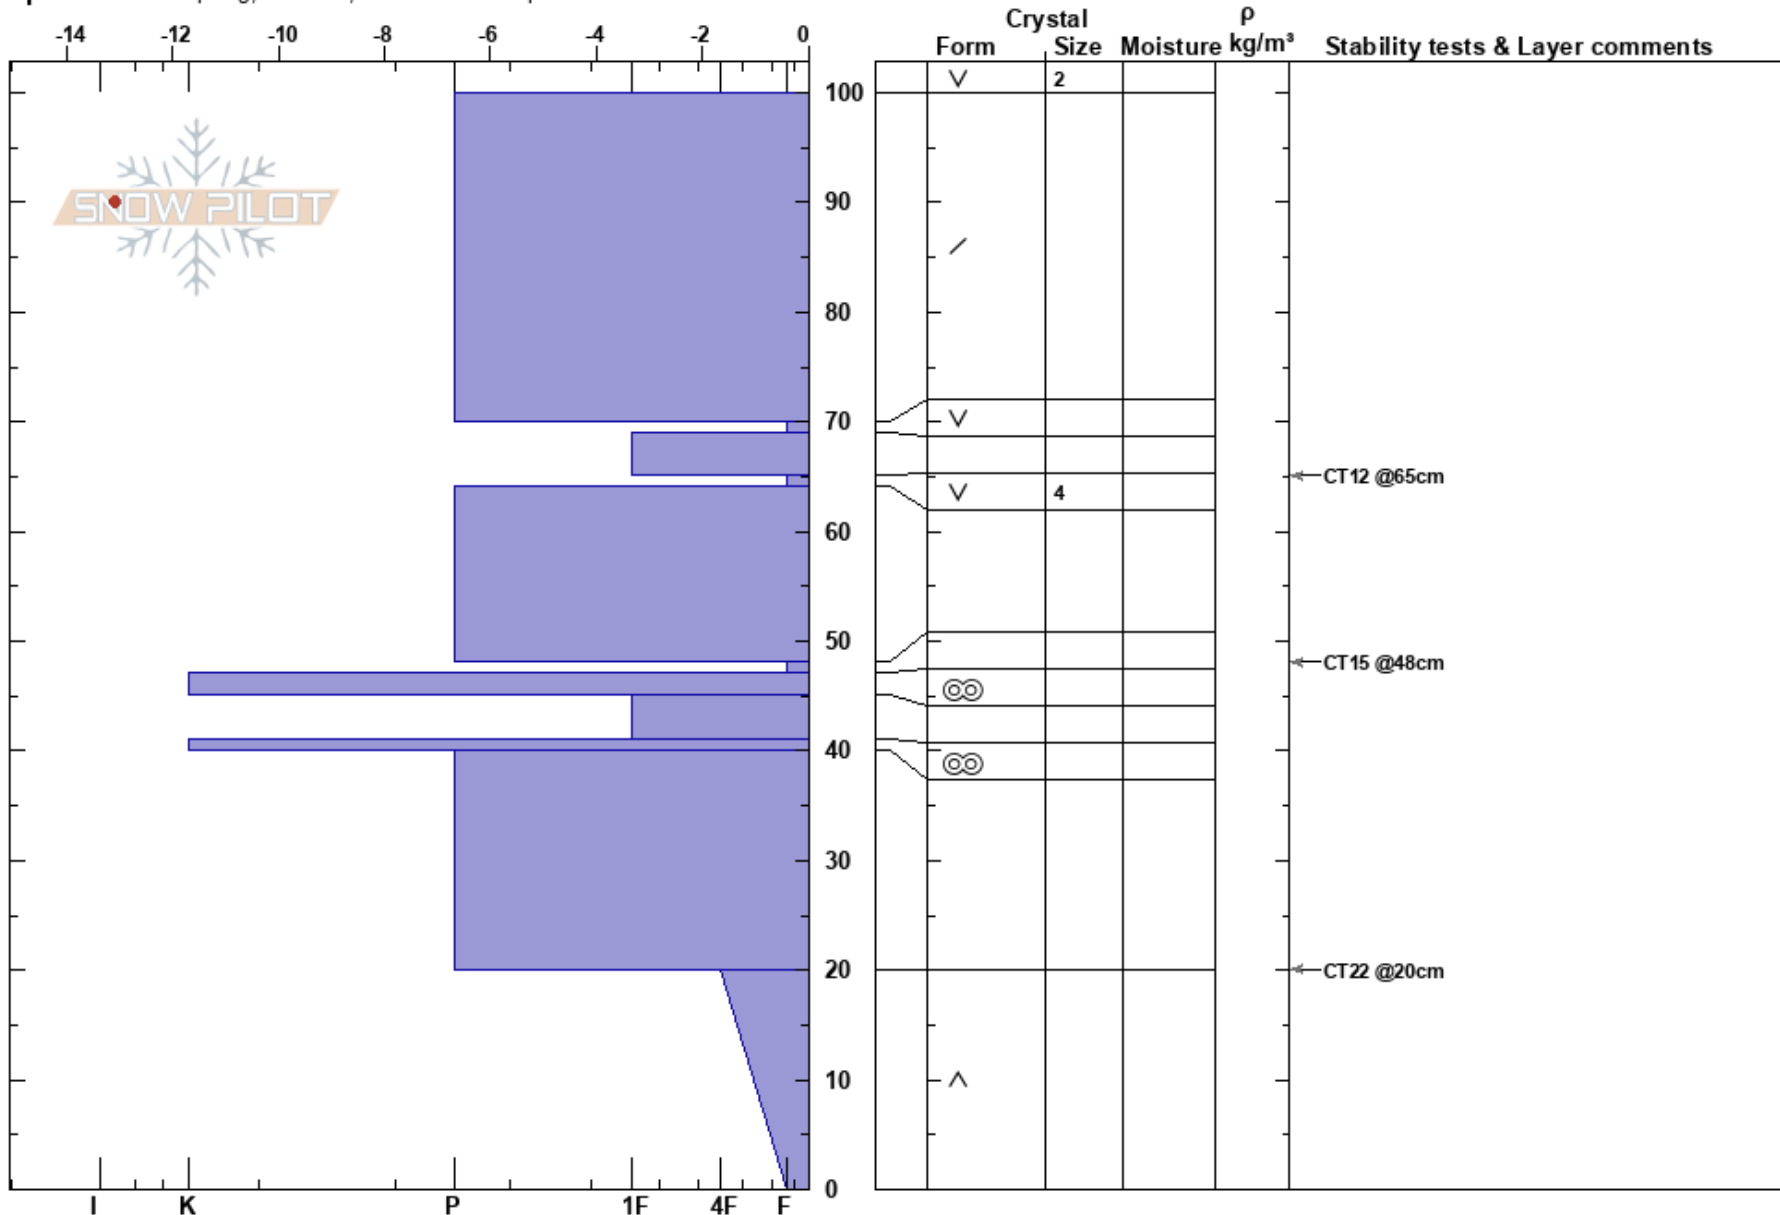 Crystal
ρ
-14 -12 -10 -8 -6 -4 -2 0
Form Size Moisture kg/m³ Stability tests & Layer comments
2
100
SNOW PILOT
90
80
70
CT12 @65cm
4
60
50
CT15 @48cm
40
30
20
CT22 @20cm
10
0
I K P 1F 4F F